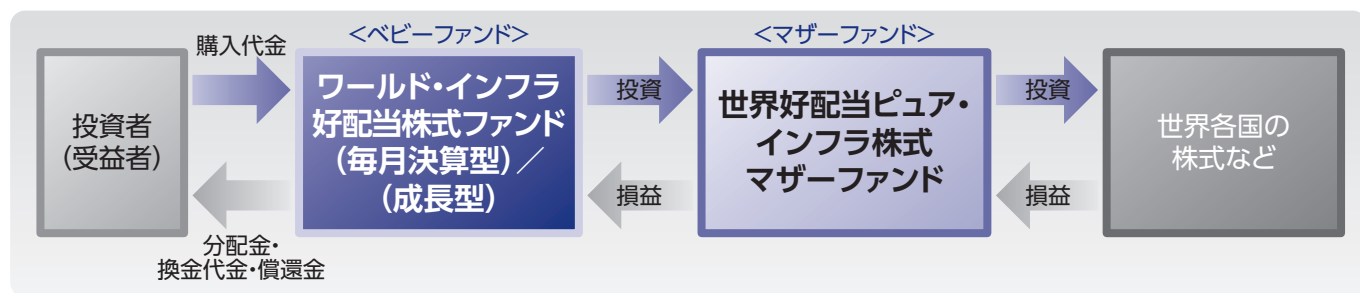 投資者
(受益者)
購入代金
分配金・
換金代金・償還金
<ベビーファンド>
ワールド・インフラ
好配当株式ファンド
(毎月決算型)/
(成長型)
投資
損益
<マザーファンド>
世界好配当ピュア・
インフラ株式
マザーファンド
投資
損益
世界各国の
株式など